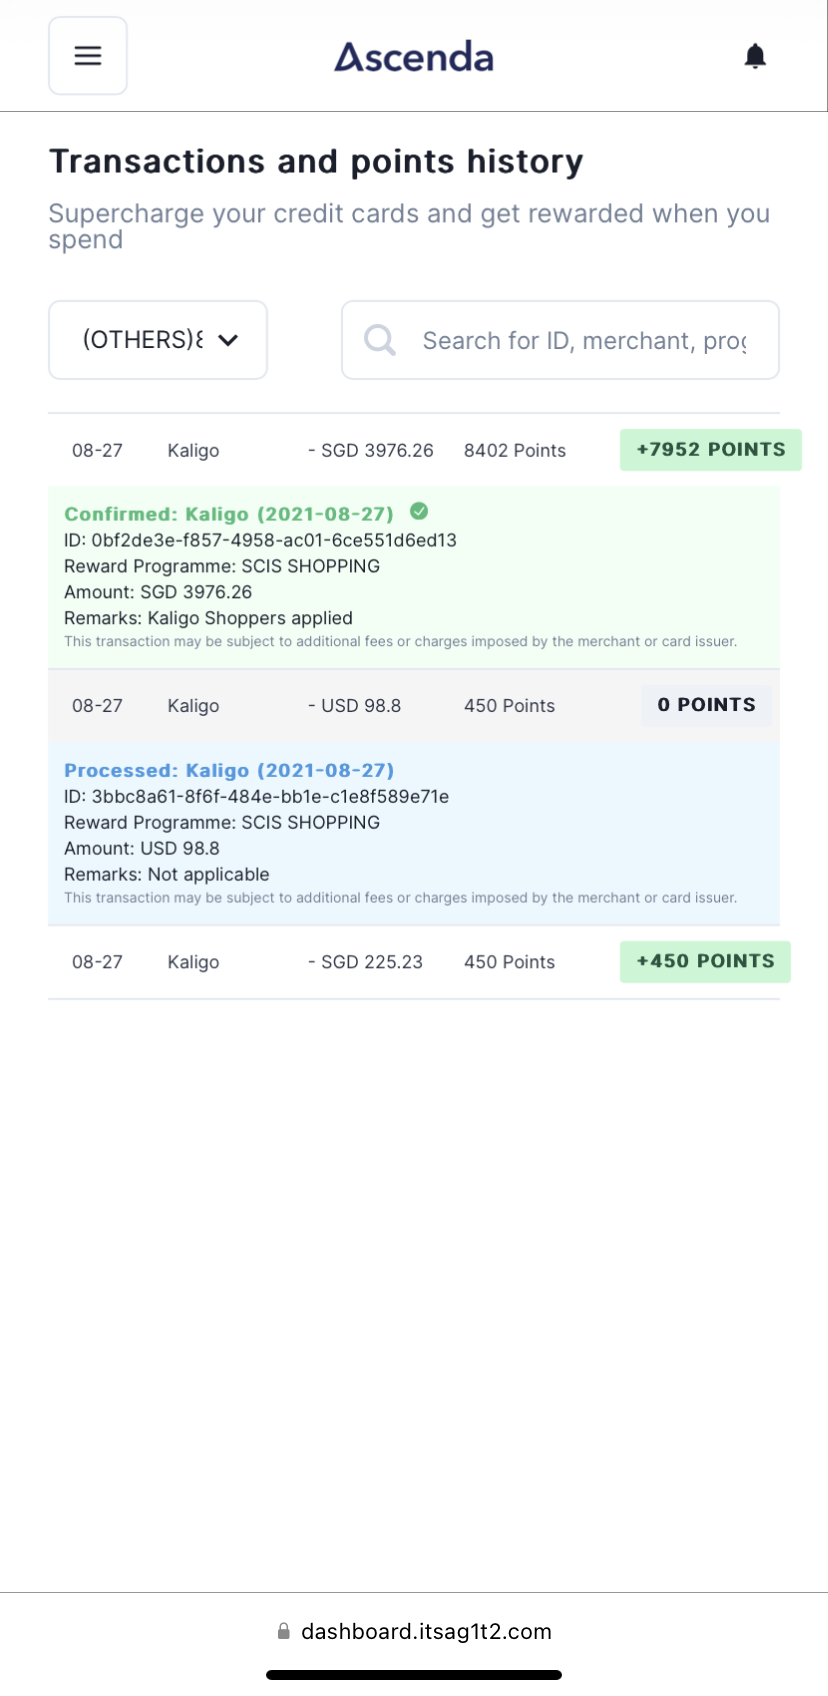 Ascenda
Transactions and points history
Supercharge your credit cards and get rewarded when you
spend
(OTHERS)
Search for ID, merchant, prog
08-27 Kaligo - SGD 3976.26 8402 Points +7952 POINTS
Confirmed: Kaligo (2021-08-27)
ID: 0bf2de3e-f857-4958-ac01-6ce551d6ed13
Reward Programme: SCIS SHOPPING
Amount: SGD 3976.26
Remarks: Kaligo Shoppers applied
This transaction may be subject to additional fees or charges imposed by the merchant or card issuer.
08-27 Kaligo - USD 98.8 450 Points 0 POINTS
Processed: Kaligo (2021-08-27)
ID: 3bbc8a61-8f6f-484e-bb1e-c1e8f589e71e
Reward Programme: SCIS SHOPPING
Amount: USD 98.8
Remarks: Not applicable
This transaction may be subject to additional fees or charges imposed by the merchant or card issuer.
08-27 Kaligo - SGD 225.23 450 Points +450 POINTS
dashboard.itsag1t2.com